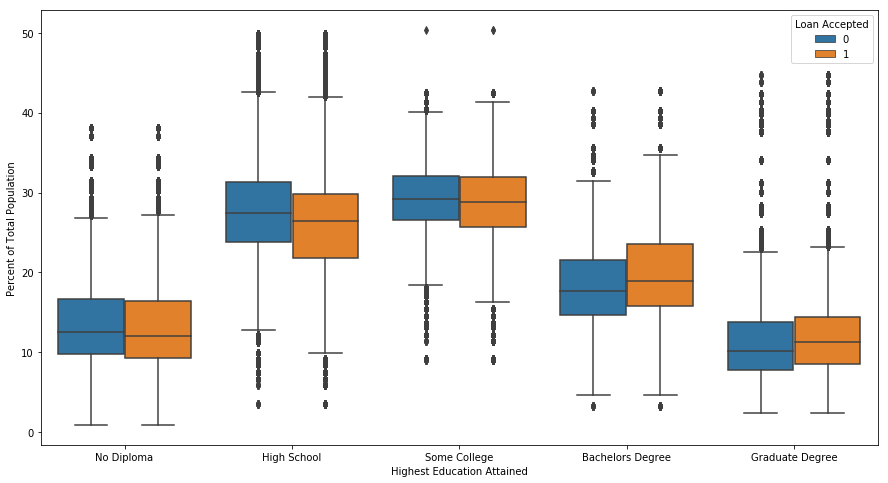 Loan Accepted
0
1
50
40
30
20
10
0
Percent of Total Population
No Diploma
High School
Some College
Bachelors Degree
Graduate Degree
Highest Education Attained